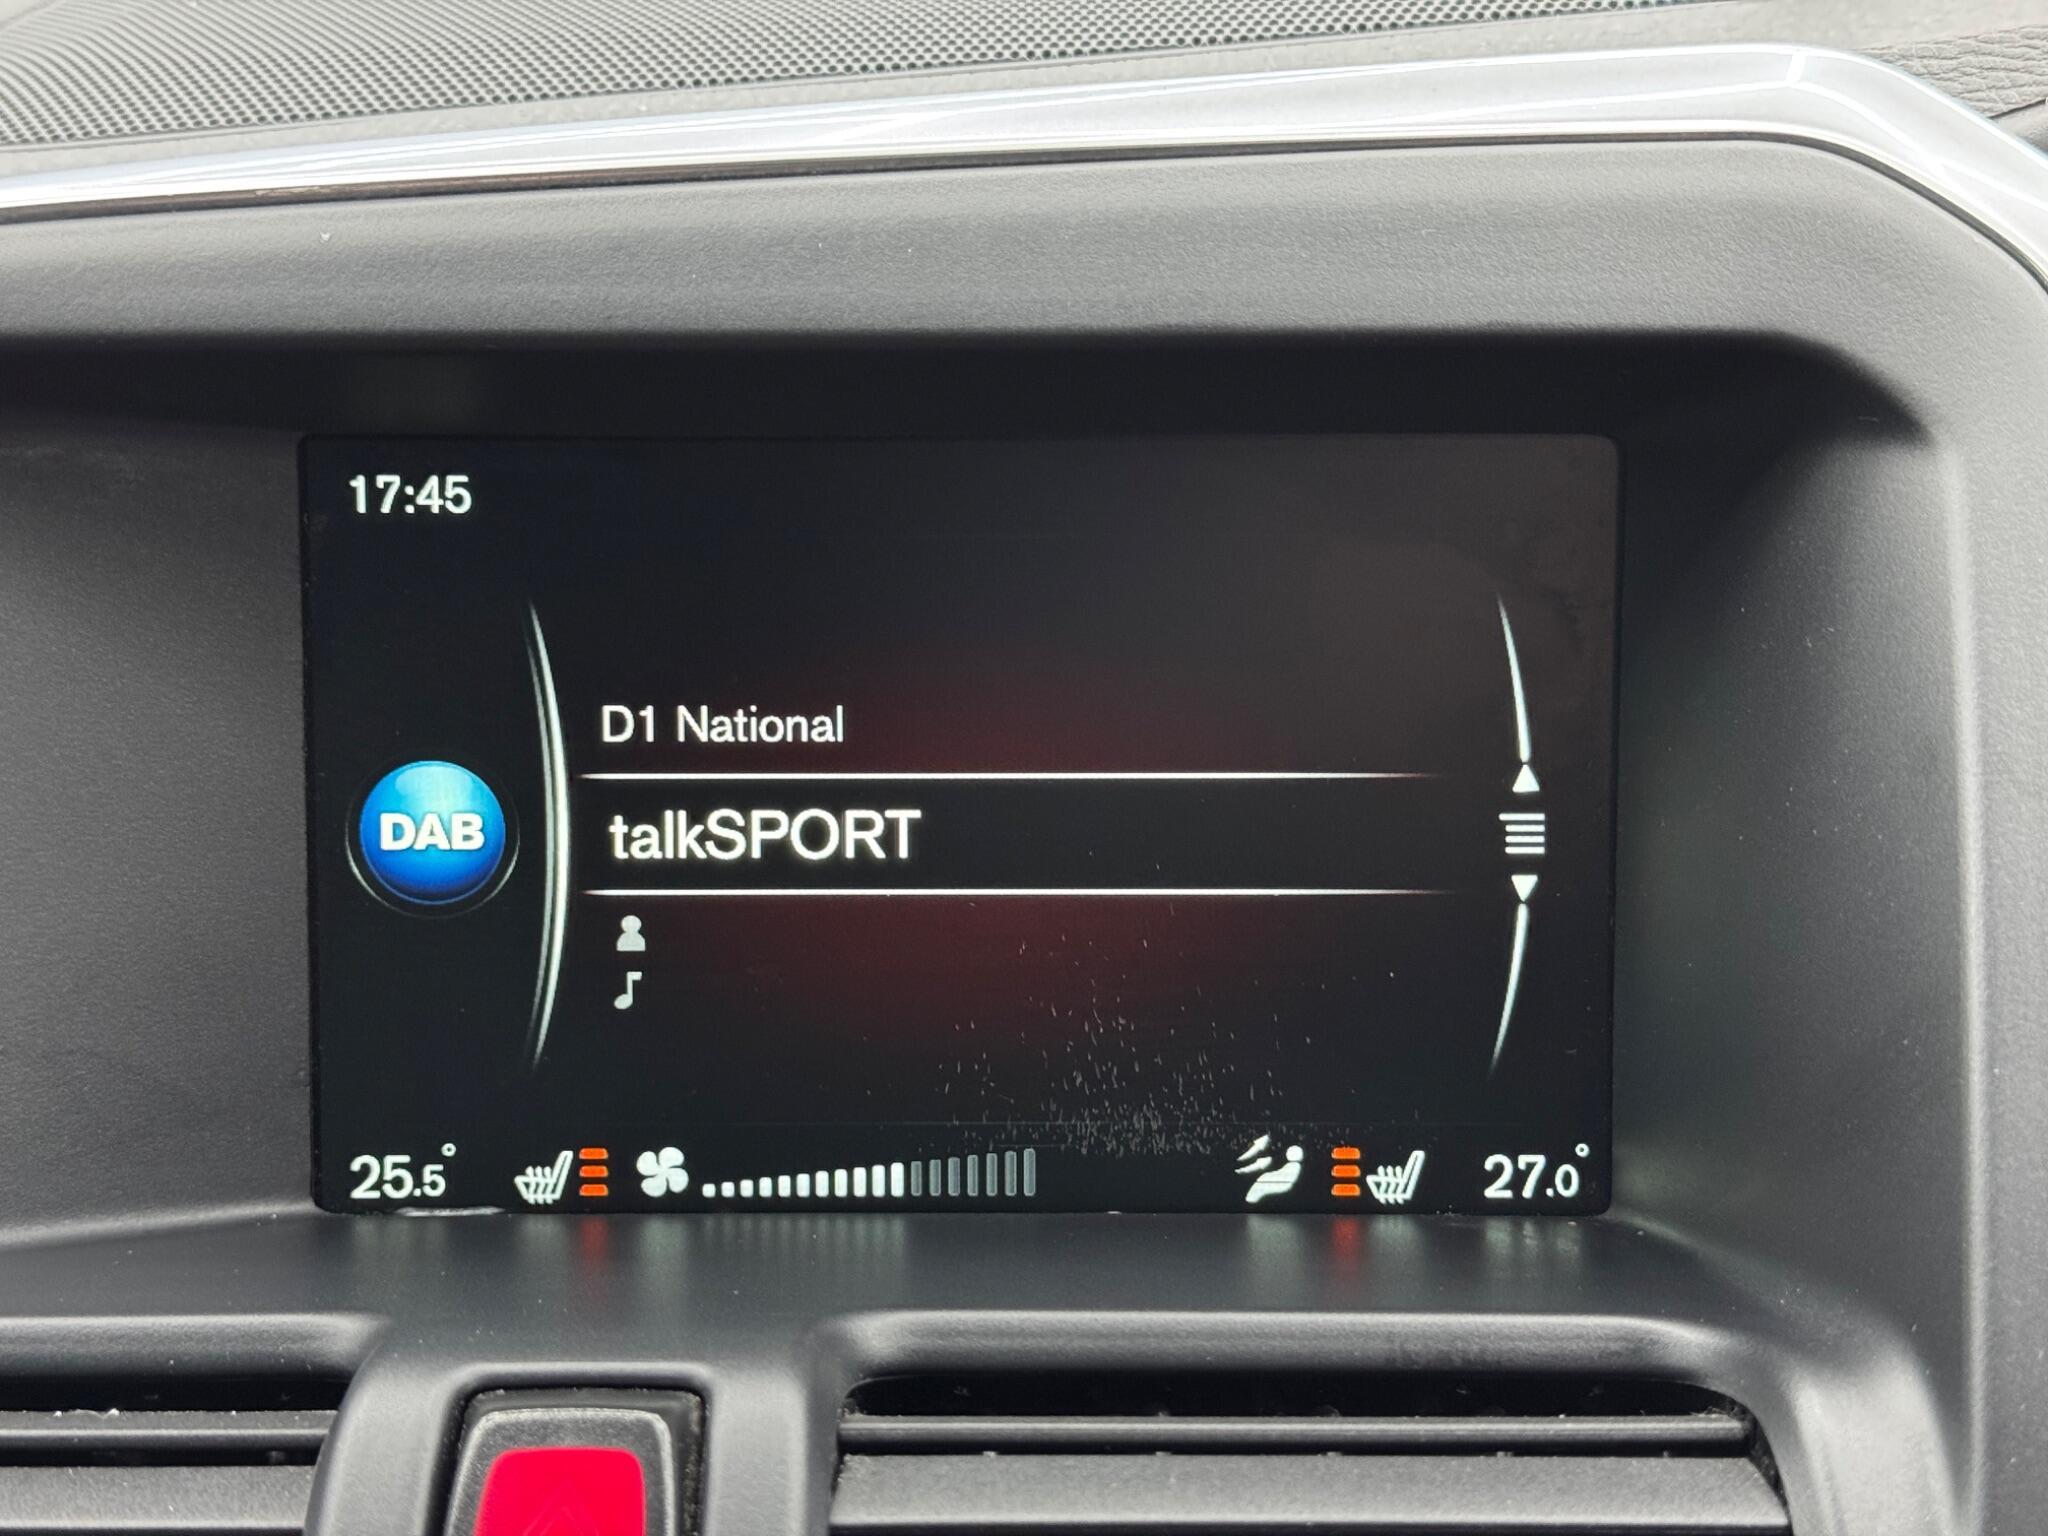 17:45
D1 National
DAB
talkSPORT
25.5°
27.0°